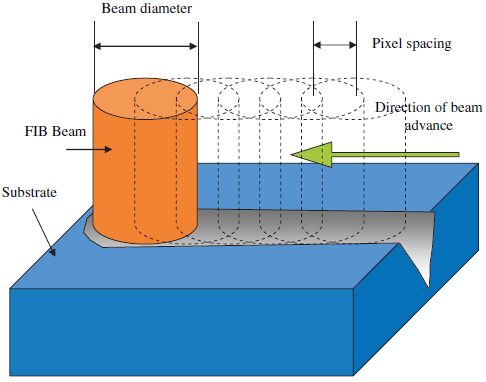 Beam diameter
Pixel spacing
Direction of beam
advance
FIB Beam
Substrate